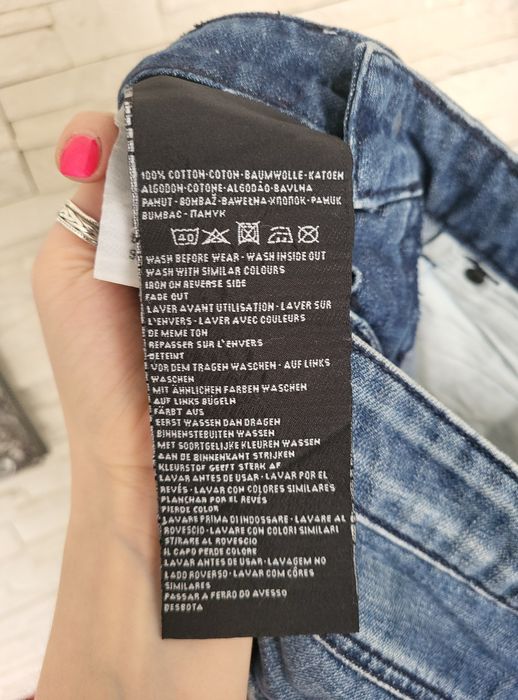 100% COTTON·COTON·BAUMWOLLE·KATOEN
ALGODON·COTONE·ALGODÃO·BAVLNA
PAMUT·BOMBAŽ·BAWEŁNA·ХЛОПОК·PAMUK
BUMBAC·ПАМУК
40
WASH BEFORE WEAR·WASH INSIDE OUT
WASH WITH SIMILAR COLOURS
IRON ON REVERSE SIDE
FADE OUT
LAVER AVANT UTILISATION·LAVER SUR
L'ENVERS·LAVER AVEC COULEURS
DE MEME TON
REPASSER SUR L'ENVERS
DETEINT
VOR DEM TRAGEN WASCHEN·AUF LINKS
WASCHEN
MIT ÄHNLICHEN FARBEN WASCHEN
AUF LINKS BÜGELN
FÄRBT AUS
EERST WASSEN DAN DRAGEN
BINNENSTEBUITEN WASSEN
MET SOORTGELIJKE KLEUREN WASSEN
AAN DE BINNENKANT STRIJKEN
KLEURSTOF GEEFT STERK AF
LAVAR ANTES DE USAR·LAVAR POR EL
REVÉS·LAVAR CON COLORES SIMILARES
PLANCHAR POR EL REVÉS
PIERDE COLOR
LAVARE PRIMA DI INDOSSARE·LAVARE AL
ROVESCIO·LAVARE CON COLORI SIMILARI
STIRARE AL ROVESCIO
IL CAPO PERDE COLORE
LAVAR ANTES DE USAR·LAVAGEM NO
LADO ROVERSO·LAVAR COM CÔRES
SIMILARES
PASSAR A FERRO DO AVESSO
DESBOTA